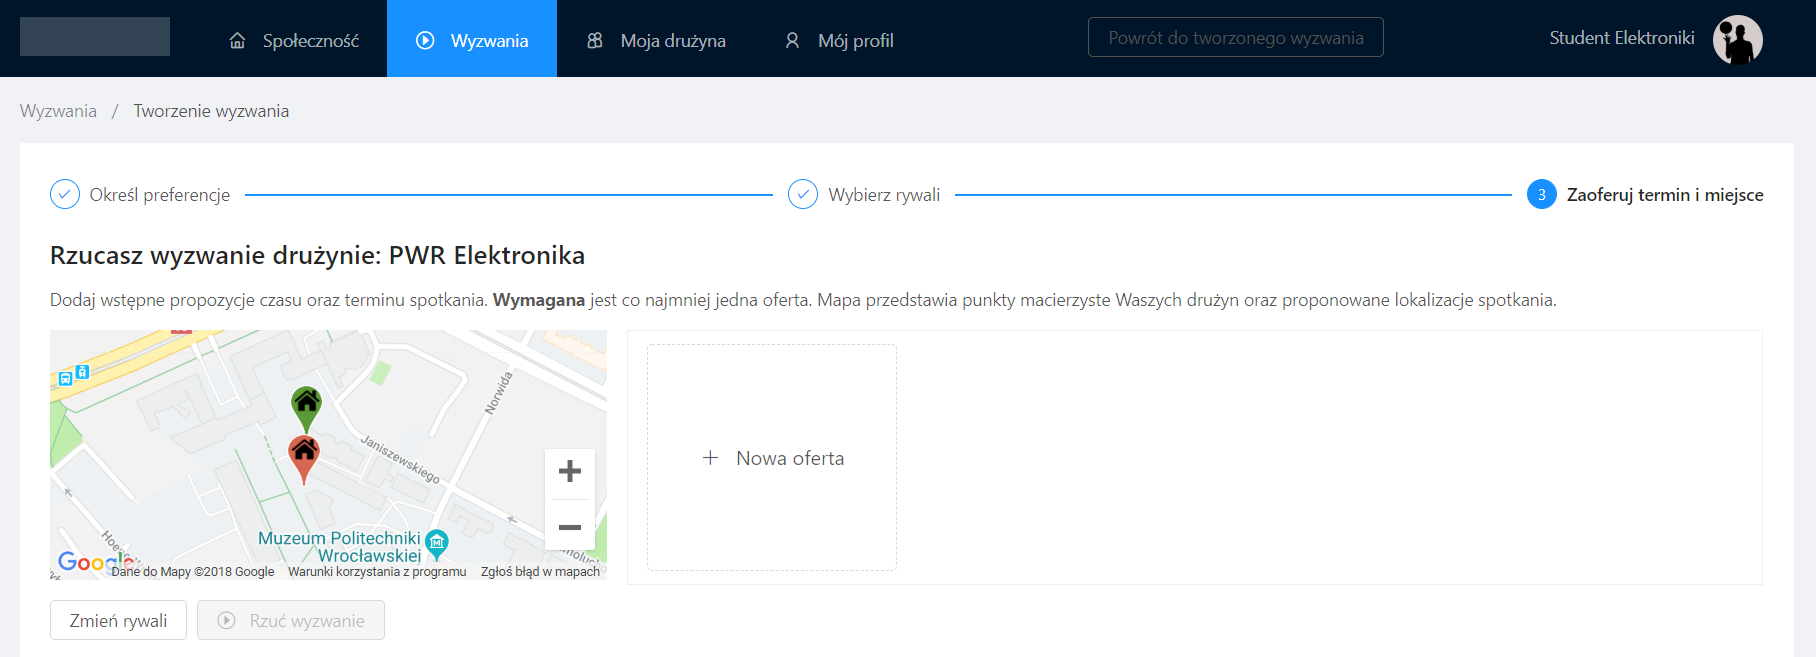 Społeczność
Wyzwania
Moja drużyna
Mój profil
Powrót do tworzonego wyzwania
Student Elektroniki
Wyzwania / Tworzenie wyzwania
Określ preferencje
Wybierz rywali
3 Zaoferuj termin i miejsce
Rzucasz wyzwanie drużynie: PWR Elektronika
Dodaj wstępne propozycje czasu oraz terminu spotkania. Wymagana jest co najmniej jedna oferta. Mapa przedstawia punkty macierzyste Waszych drużyn oraz proponowane lokalizacje spotkania.
Norwida
Janiszewskiego
Muzeum Politechniki
Wrocławskiej
Google
Dane do Mapy ©2018 Google
Warunki korzystania z programu
Zgłoś błąd w mapach
+ Nowa oferta
Zmień rywali
Rzuć wyzwanie